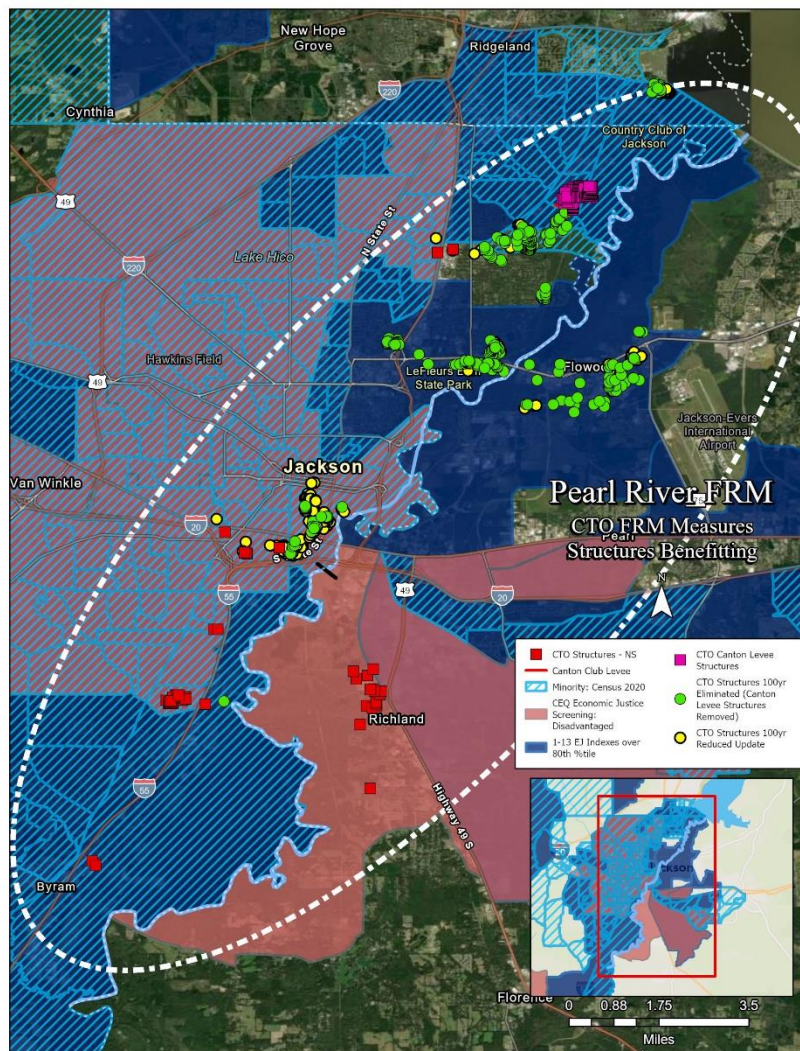 New Hope
Grove
Ridgeland
220
Cynthia
Country Club of
Jackson
49
N State St
Lake Hico
220
Hawkins Field
49
LeFleurs
State Park
Flowood
Jackson-Evers
International
Airport
Jackson
Van Winkle
20
Pearl River FRM
CTO FRM Measures
Structures Benefitting
Pearl
N
49
20
55
Richland
Highway 49 S
55
Byram
Florence
CTO Structures - NS
Canton Club Levee
Minority: Census 2020
CEQ Economic Justice
Screening:
Disadvantaged
1-13 EJ Indexes over
80th %tile
CTO Canton Levee
Structures
CTO Structures 100yr
Eliminated (Canton
Levee Structures
Removed)
CTO Structures 100yr
Reduced Update
0 0.88 1.75 3.5
Miles